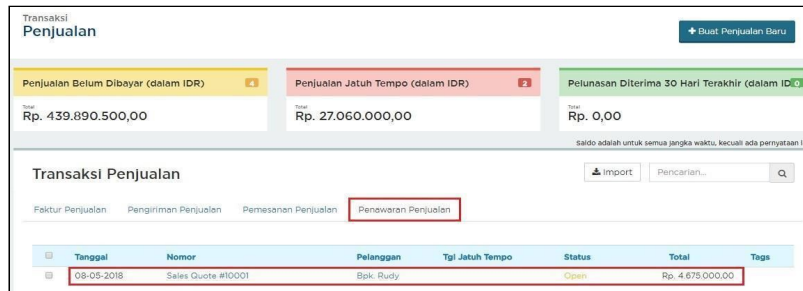 Transaksi
Penjualan
+ Buat Penjualan Baru
Penjualan Belum Dibayar (dalam IDR) 4
Penjualan Jatuh Tempo (dalam IDR) 2
Pelunasan Diterima 30 Hari Terakhir (dalam ID 0
Total
Rp. 439.890.500,00
Total
Rp. 27.060.000,00
Total
Rp. 0,00
Saldo adalah untuk semua jangka waktu, kecuali ada pernyataan
Transaksi Penjualan
Import
Pencarian...
Faktur Penjualan Pengiriman Penjualan Pemesanan Penjualan Penawaran Penjualan
Tanggal Nomor Pelanggan Tgl Jatuh Tempo Status Total Tags
08-05-2018 Sales Quote #10001 Bpk. Rudy Open Rp. 4.675.000,00